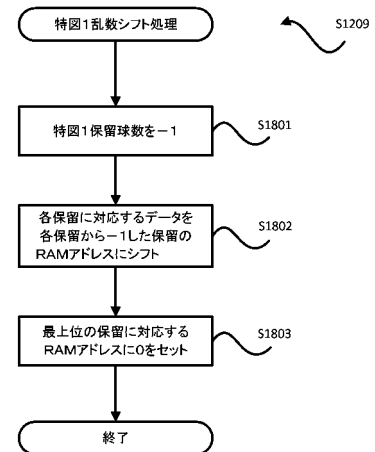 特図1乱数シフト処理
S1209
特図1保留球数を－1
S1801
各保留に対応するデータを
各保留から－1した保留の
RAMアドレスにシフト
S1802
最上位の保留に対応する
RAMアドレスに0をセット
S1803
終了